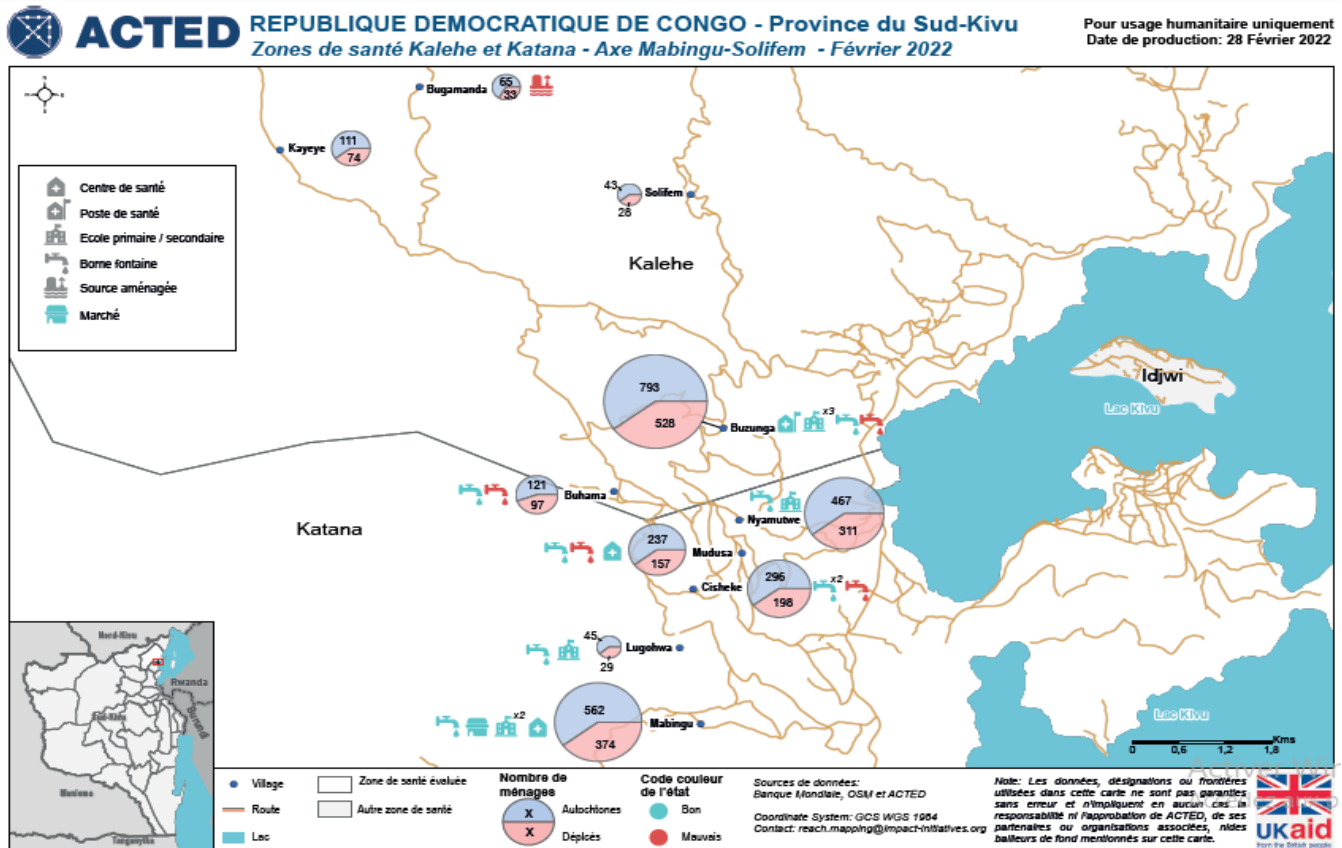 ACTED
REPUBLIQUE DEMOCRATIQUE DE CONGO - Province du Sud-Kivu
Zones de santé Kalehe et Katana - Axe Mabingu-Solifem - Février 2022
Pour usage humanitaire uniquement
Date de production: 28 Février 2022
Bugamanda
65
33
Kayeye
111
74
Centre de santé
Poste de santé
Ecole primaire / secondaire
Borne fontaine
Source aménagée
Marché
43
Solifem
28
Kalehe
Idjwi
Lac Kivu
793
528
Buzunga
x3
121
97
Buhama
Katana
Nyamutwe
467
311
237
157
Mudusa
Cisheke
296
198
x2
45
Lugohwa
29
562
374
Mabingu
x2
Lac Kivu
Kms
0 0,6 1,2 1,8
Nord-Kivu
Rwanda
Sud-Kivu
Burundi
Maniema
Tanganyika
Village
Route
Lac
Zone de santé évaluée
Autre zone de santé
Nombre de
ménages
X
X
Autochtones
Déplcés
Code couleur
de l'état
Bon
Mauvais
Sources de données:
Banque Mondiale, OSM et ACTED
Coordinate System: GCS WGS 1984
Contact: reach.mapping@impact-initiatives.org
Note: Les données, désignations ou frontières
utilisées dans cette carte ne sont pas garanties
sans erreur et n'impliquent en aucun cas la
responsabilité ni l'approbation de ACTED, de ses
partenaires ou organisations associées, nides
bailleurs de fond mentionnés sur cette carte.
Activer Wir
UKaid
from the British people